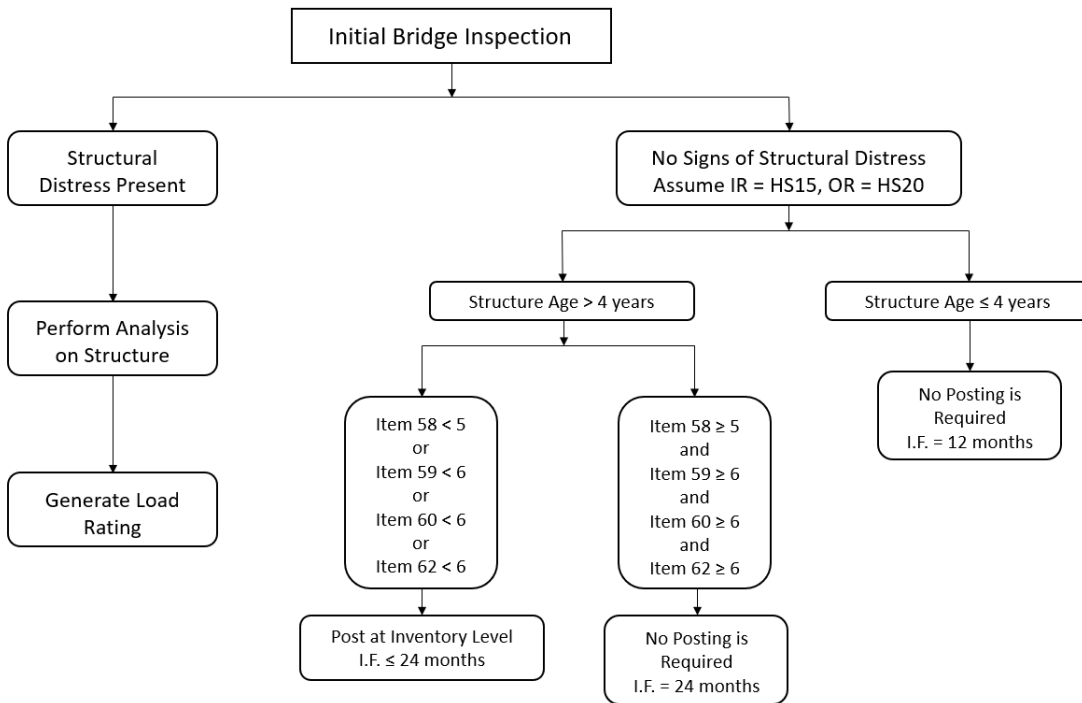 Initial Bridge Inspection
Structural
Distress Present
No Signs of Structural Distress
Assume IR = HS15, OR = HS20
Structure Age > 4 years
Structure Age ≤ 4 years
Perform Analysis
on Structure
No Posting is
Required
I.F. = 12 months
Item 58 < 5
or
Item 59 < 6
or
Item 60 < 6
or
Item 62 < 6
Item 58 ≥ 5
and
Item 59 ≥ 6
and
Item 60 ≥ 6
and
Item 62 ≥ 6
Generate Load
Rating
Post at Inventory Level
I.F. ≤ 24 months
No Posting is
Required
I.F. = 24 months